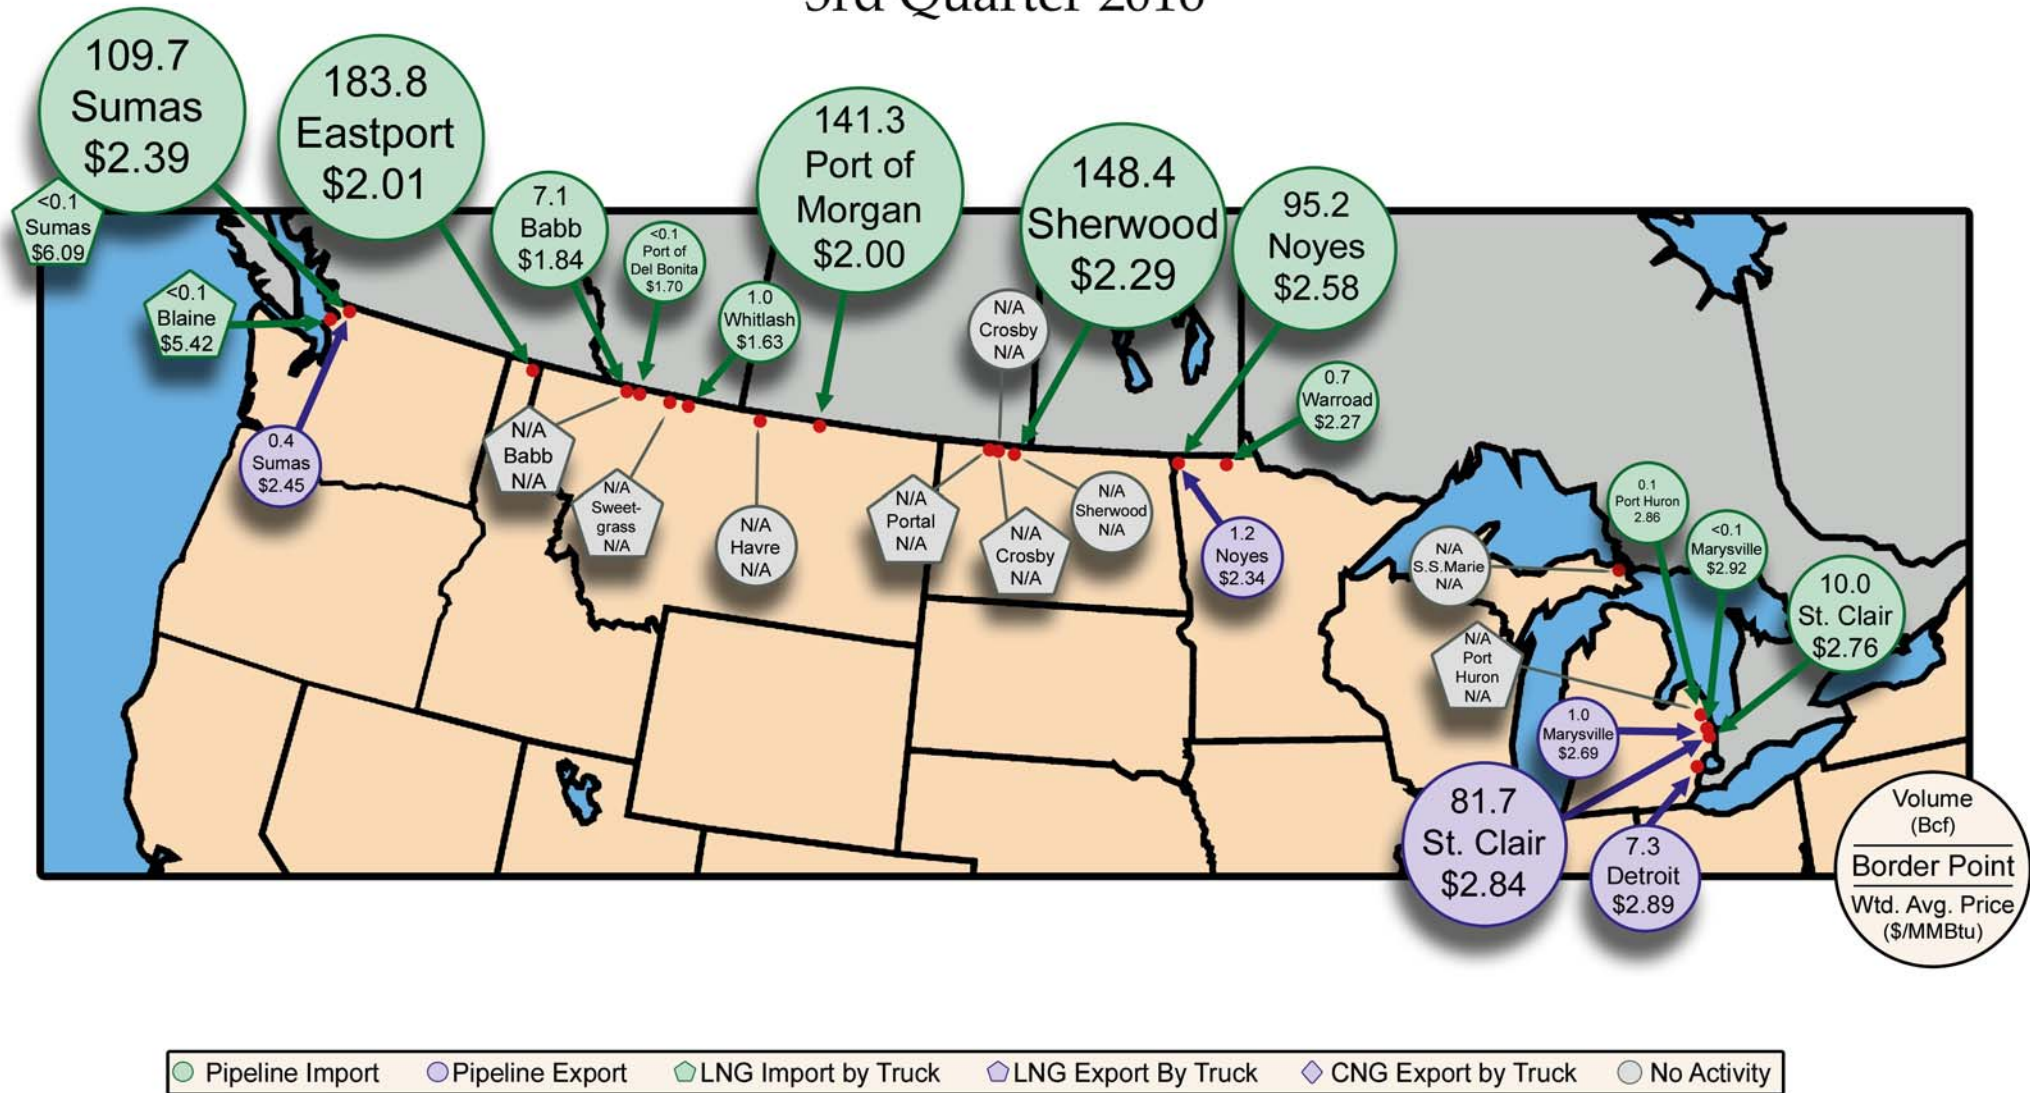 3rd Quarter 2016
109.7
Sumas
$2.39
183.8
Eastport
$2.01
<0.1
Sumas
$6.09
<0.1
Blaine
$5.42
7.1
Babb
$1.84
<0.1
Port of
Del Bonita
$1.70
1.0
Whitlash
$1.63
141.3
Port of
Morgan
$2.00
N/A
Crosby
N/A
148.4
Sherwood
$2.29
95.2
Noyes
$2.58
0.7
Warroad
$2.27
0.4
Sumas
$2.45
N/A
Babb
N/A
N/A
Sweet-
grass
N/A
N/A
Havre
N/A
N/A
Portal
N/A
N/A
Crosby
N/A
N/A
Sherwood
N/A
1.2
Noyes
$2.34
N/A
S.S.Marie
N/A
0.1
Port Huron
2.86
<0.1
Marysville
$2.92
10.0
St. Clair
$2.76
N/A
Port
Huron
N/A
1.0
Marysville
$2.69
81.7
St. Clair
$2.84
7.3
Detroit
$2.89
Volume
(Bcf)
Border Point
Wtd. Avg. Price
($/MMBtu)
Pipeline Import
Pipeline Export
LNG Import by Truck
LNG Export By Truck
CNG Export by Truck
No Activity